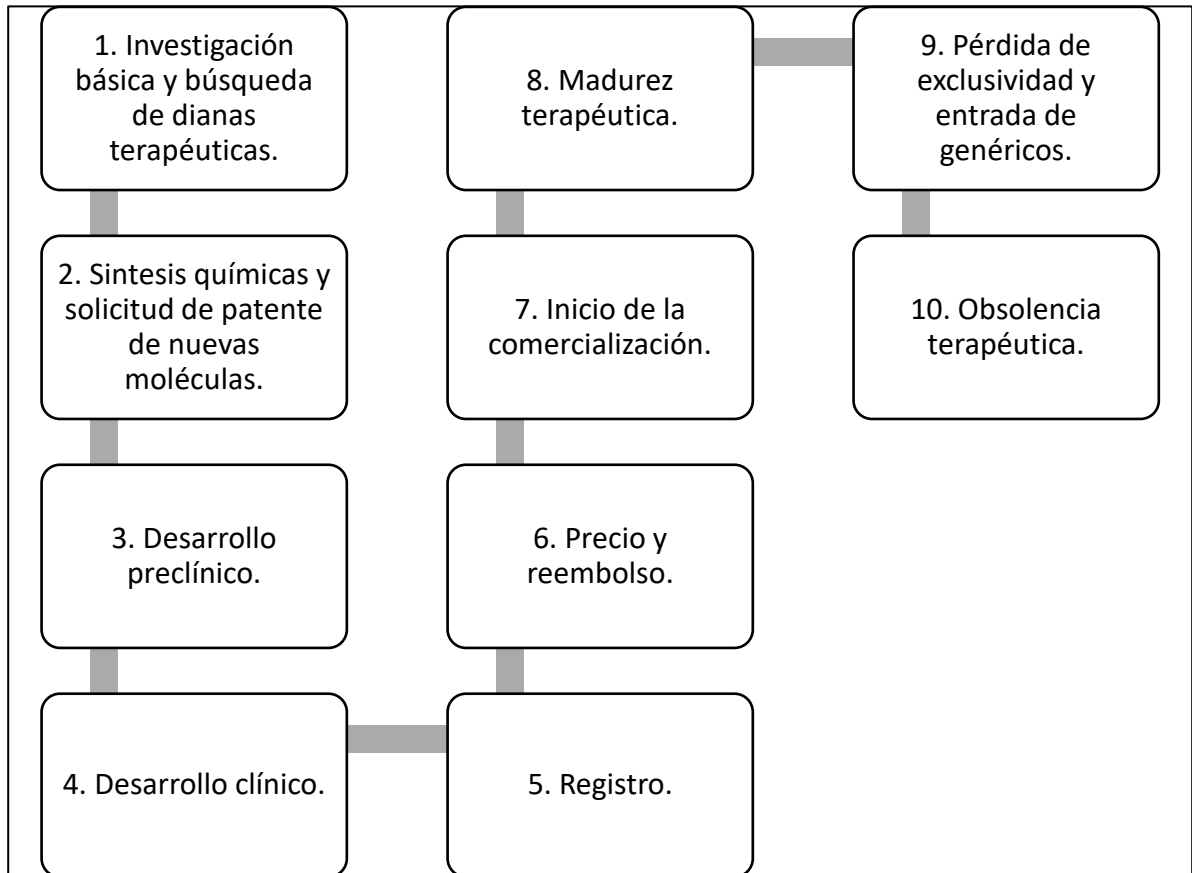 1. Investigación
básica y búsqueda
de dianas
terapéuticas.
2. Sintesis químicas y
solicitud de patente
de nuevas
moléculas.
3. Desarrollo
preclínico.
4. Desarrollo clínico.
5. Registro.
6. Precio y
reembolso.
7. Inicio de la
comercialización.
8. Madurez
terapéutica.
9. Pérdida de
exclusividad y
entrada de
genéricos.
10. Obsolencia
terapéutica.